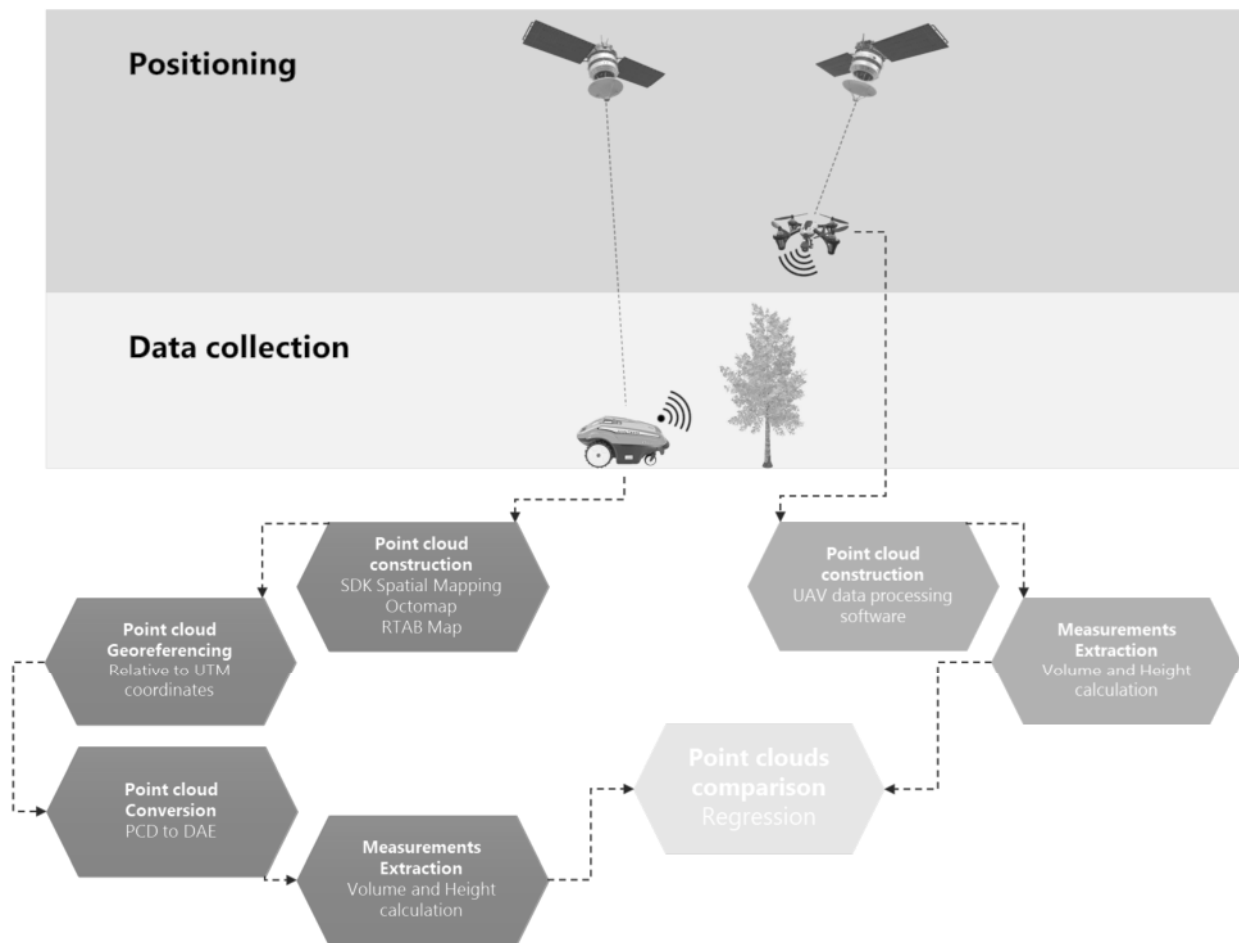 Positioning
Data collection
Point cloud
construction
SDK Spatial Mapping
Octomap
RTAB Map
Point cloud
Georeferencing
Relative to UTM
coordinates
Point cloud
Conversion
PCD to DAE
Measurements
Extraction
Volume and Height
calculation
Point cloud
construction
UAV data processing
software
Measurements
Extraction
Volume and Height
calculation
Point clouds
comparison
Regression